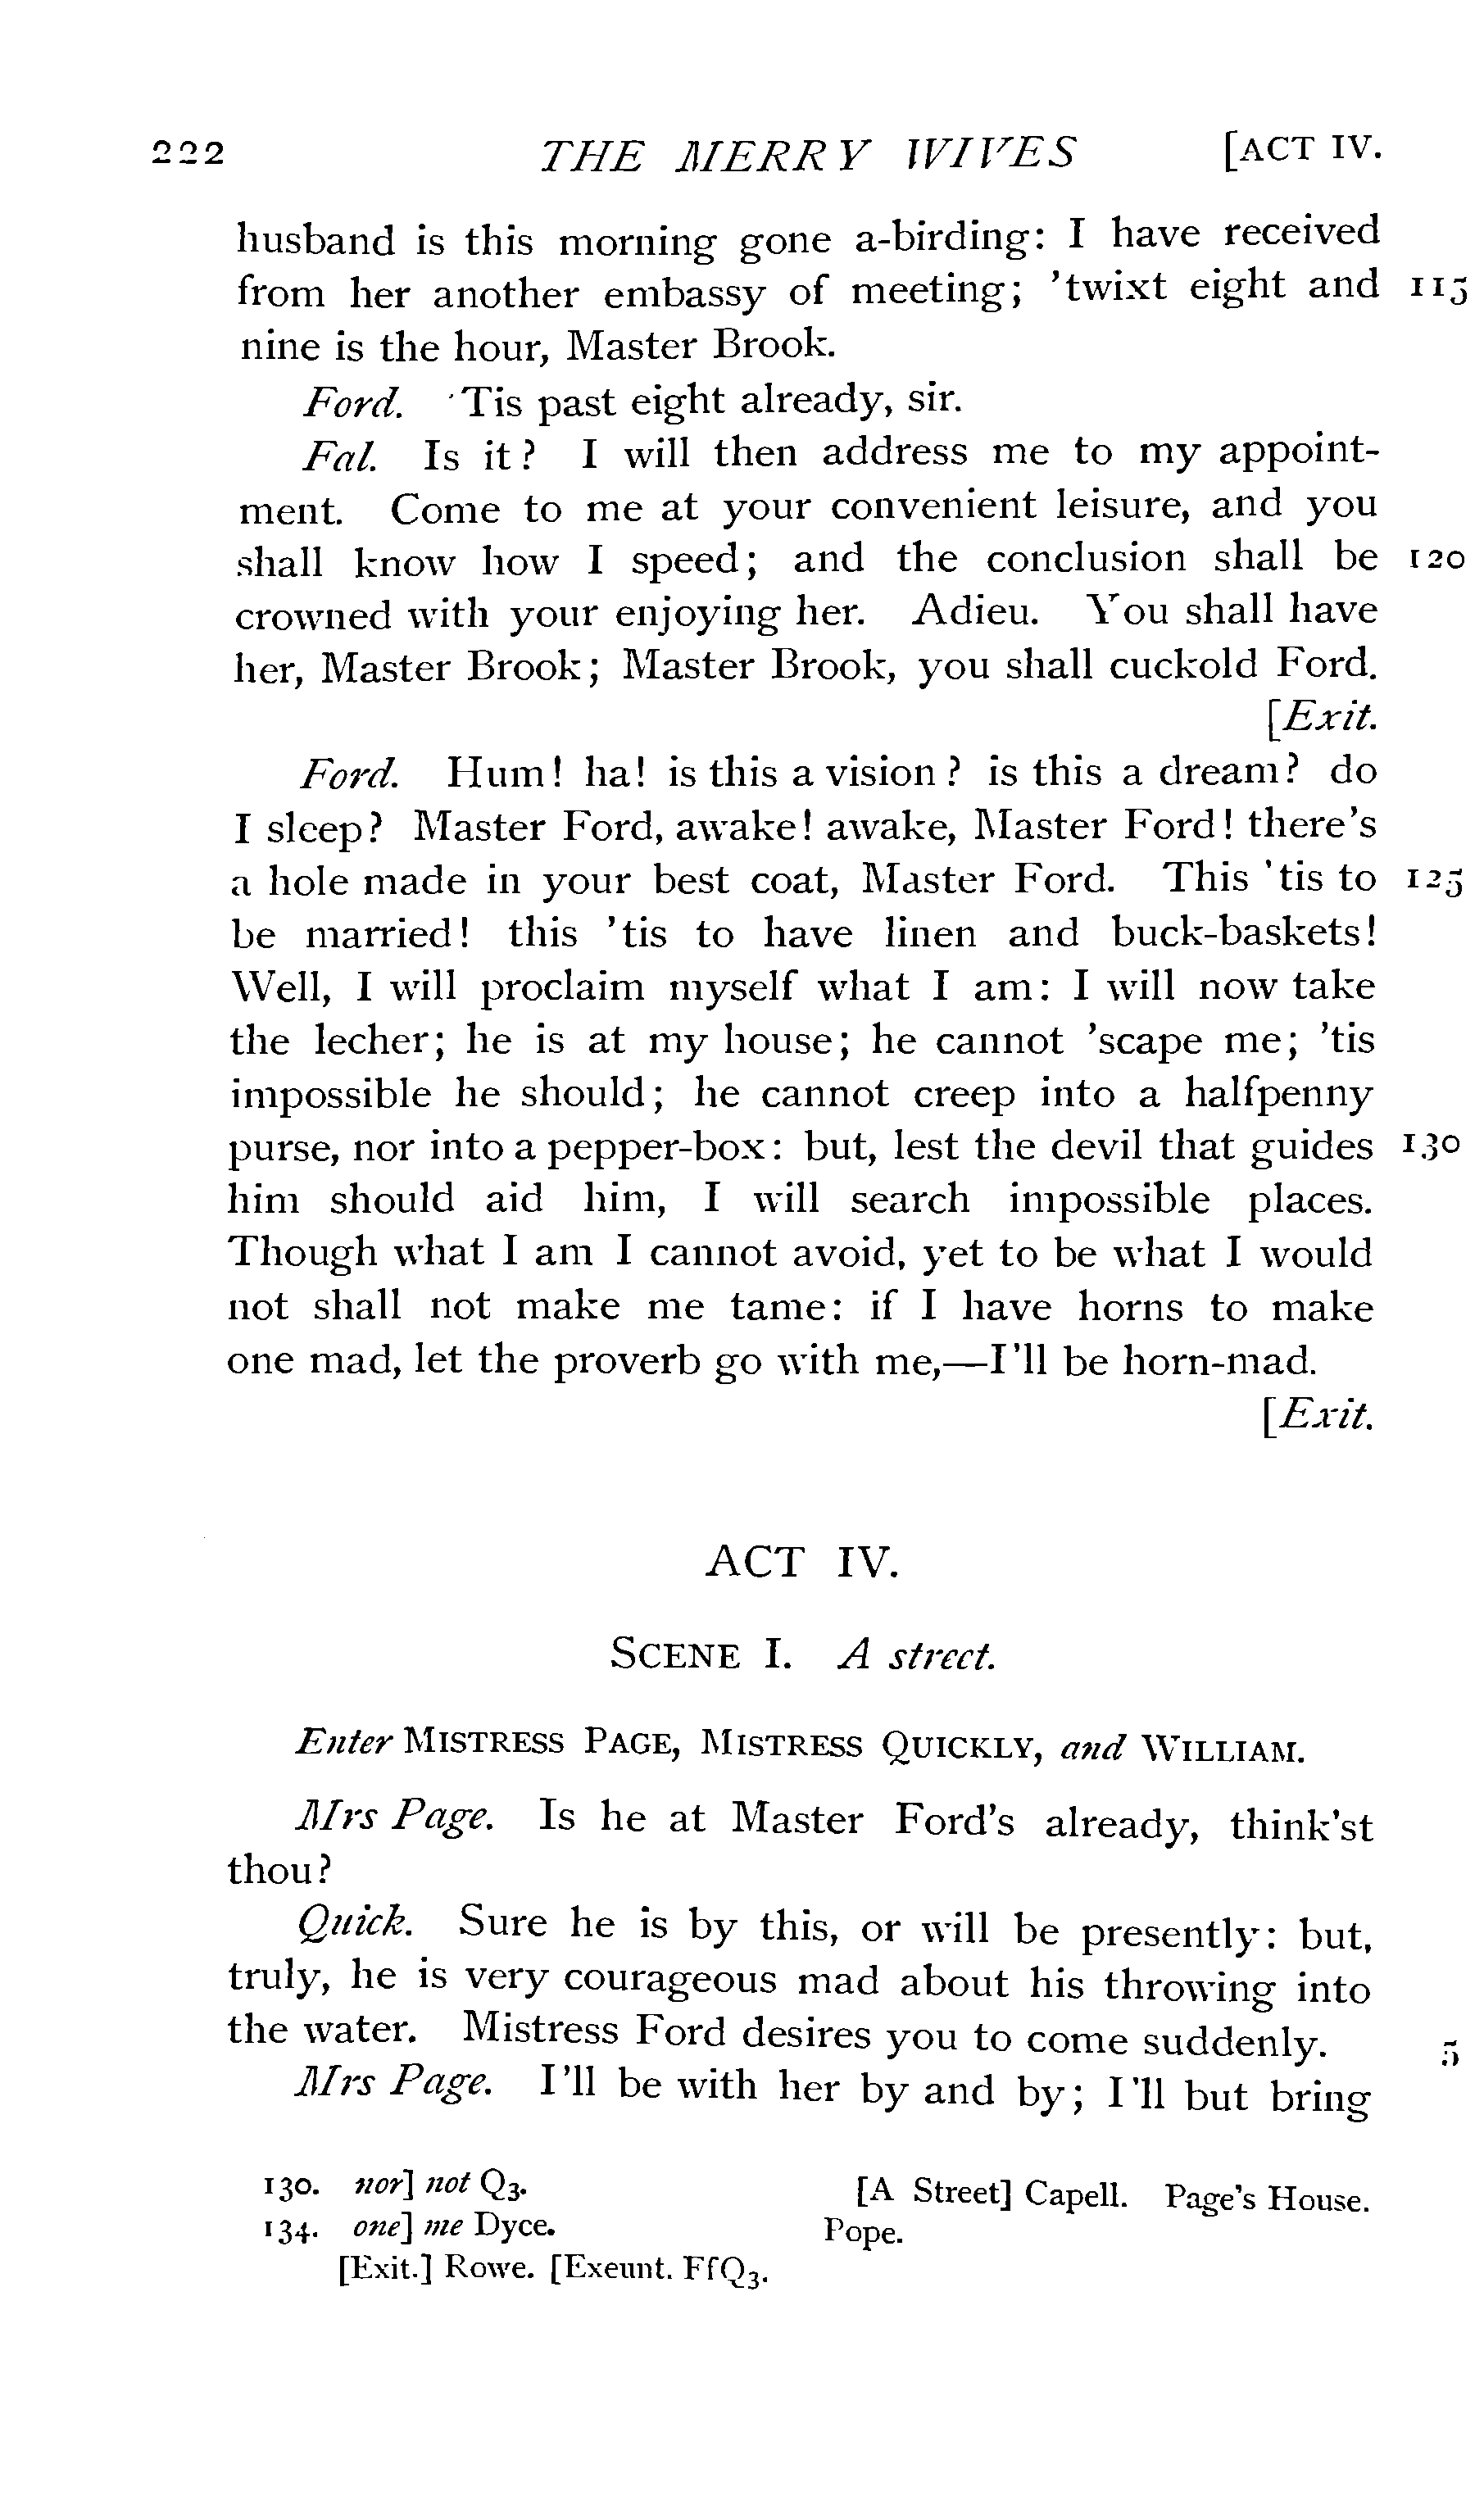 222 THE MERRY WIVES [ACT IV.
husband is this morning gone a-birding: I have received
from her another embassy of meeting; 'twixt eight and 115
nine is the hour, Master Brook.
Ford. 'Tis past eight already, sir.
Fal. Is it? I will then address me to my appoint-
ment. Come to me at your convenient leisure, and you
shall know how I speed; and the conclusion shall be 120
crowned with your enjoying her. Adieu. You shall have
her, Master Brook; Master Brook, you shall cuckold Ford.
[Exit.
Ford. Hum! ha! is this a vision? is this a dream? do
I sleep? Master Ford, awake! awake, Master Ford! there's
a hole made in your best coat, Master Ford. This 'tis to 125
be married! this 'tis to have linen and buck-baskets!
Well, I will proclaim myself what I am: I will now take
the lecher; he is at my house; he cannot 'scape me; 'tis
impossible he should; he cannot creep into a halfpenny
purse, nor into a pepper-box: but, lest the devil that guides 130
him should aid him, I will search impossible places.
Though what I am I cannot avoid, yet to be what I would
not shall not make me tame: if I have horns to make
one mad, let the proverb go with me,—I'll be horn-mad.
[Exit.
ACT IV.
SCENE I. A street.
Enter MISTRESS PAGE, MISTRESS QUICKLY, and WILLIAM.
Mrs Page. Is he at Master Ford's already, think'st
thou?
Quick. Sure he is by this, or will be presently: but,
truly, he is very courageous mad about his throwing into
the water. Mistress Ford desires you to come suddenly. 5
Mrs Page. I'll be with her by and by; I'll but bring
130. nor] not Q3.
134. one] me Dyce.
[Exit.] Rowe. [Exeunt. FfQ3.
[A Street] Capell. Page's House.
Pope.